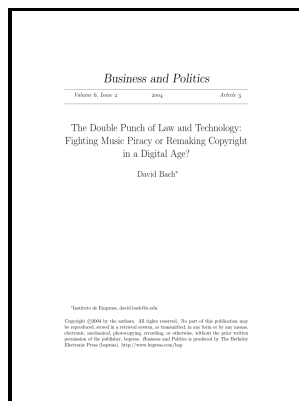 Business and Politics
Volume 6, Issue 2 2004 Article 5
The Double Punch of Law and Technology:
Fighting Music Piracy or Remaking Copyright
in a Digital Age?
David Bach*
*Instituto de Empresa, david.bach@ie.edu
Copyright ©2004 by the authors. All rights reserved. No part of this publication may
be reproduced, stored in a retrieval system, or transmitted, in any form or by any means,
electronic, mechanical, photocopying, recording, or otherwise, without the prior written
permission of the publisher, bepress. Business and Politics is produced by The Berkeley
Electronic Press (bepress). http://www.bepress.com/bap